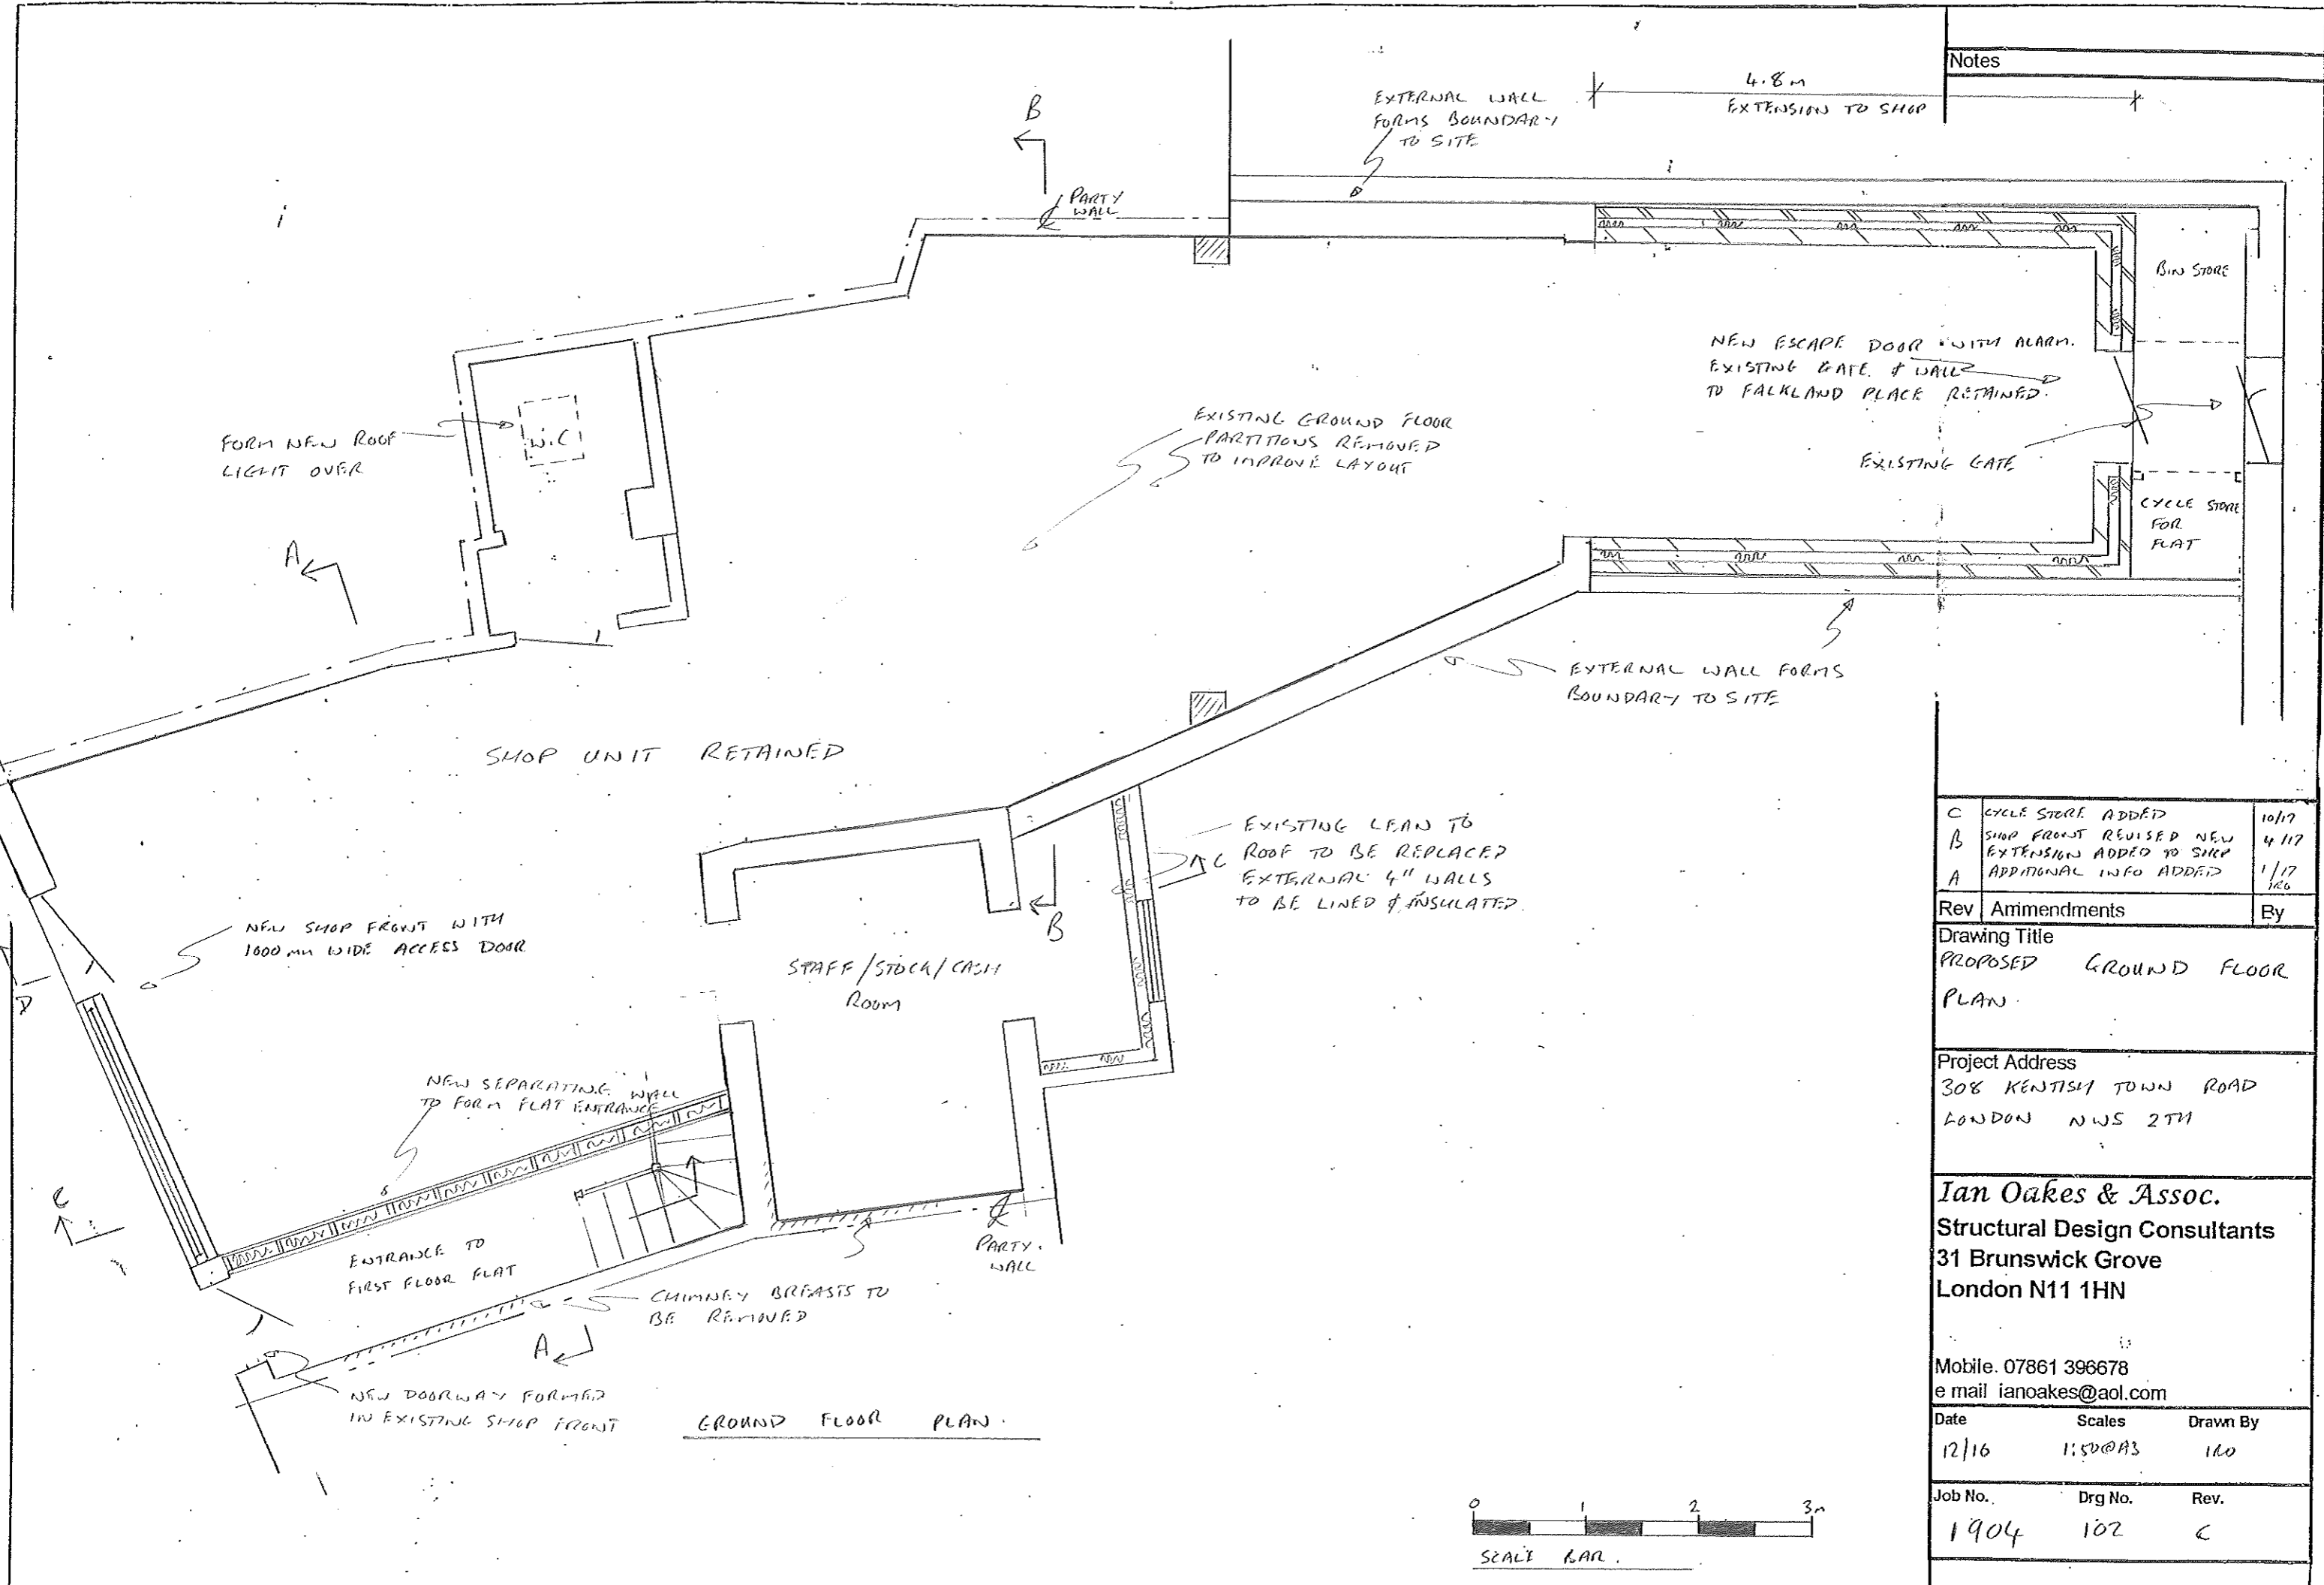 Notes
4.8m
EXTENSION TO SHOP
EXTERNAL WALL
FORMS BOUNDARY
TO SITE
B
PARTY
WALL
BIN STORE
NEW ESCAPE DOOR WITH ALARM.
EXISTING GATE & WALL
TO FALKLAND PLACE RETAINED.
EXISTING GATE
CYCLE STORE
FOR
FLAT
FORM NEW ROOF
LIGHT OVER
W.C
EXISTING GROUND FLOOR
PARTITIONS REMOVED
TO IMPROVE LAYOUT
A
EXTERNAL WALL FORMS
BOUNDARY TO SITE
SHOP UNIT RETAINED
EXISTING LEAN TO
ROOF TO BE REPLACED
EXTERNAL 4" WALLS
TO BE LINED & INSULATED.
C
B
NEW SHOP FRONT WITH
1000 mm WIDE ACCESS DOOR
D
STAFF/STOCK/CASH
ROOM
NEW SEPARATING WALL
TO FORM FLAT ENTRANCE
C
ENTRANCE TO
FIRST FLOOR FLAT
PARTY
WALL
CHIMNEY BREASTS TO
BE REMOVED
A
NEW DOORWAY FORMED
IN EXISTING SHOP FRONT
GROUND FLOOR PLAN.
0 1 2 3m
SCALE BAR.
C CYCLE STORE ADDED 10/17
B SHOP FRONT REVISED NEW 4/17
EXTENSION ADDED TO SHOP
A ADDITIONAL INFO ADDED 1/17
IRO
Rev Ammendments By
Drawing Title
PROPOSED GROUND FLOOR
PLAN.
Project Address
308 KENTISH TOWN ROAD
LONDON NW5 2TH
Ian Oakes & Assoc.
Structural Design Consultants
31 Brunswick Grove
London N11 1HN
Mobile. 07861 396678
e mail ianoakes@aol.com
Date Scales Drawn By
12/16 1:50@A3 IRO
Job No. Drg No. Rev.
1904 102 C